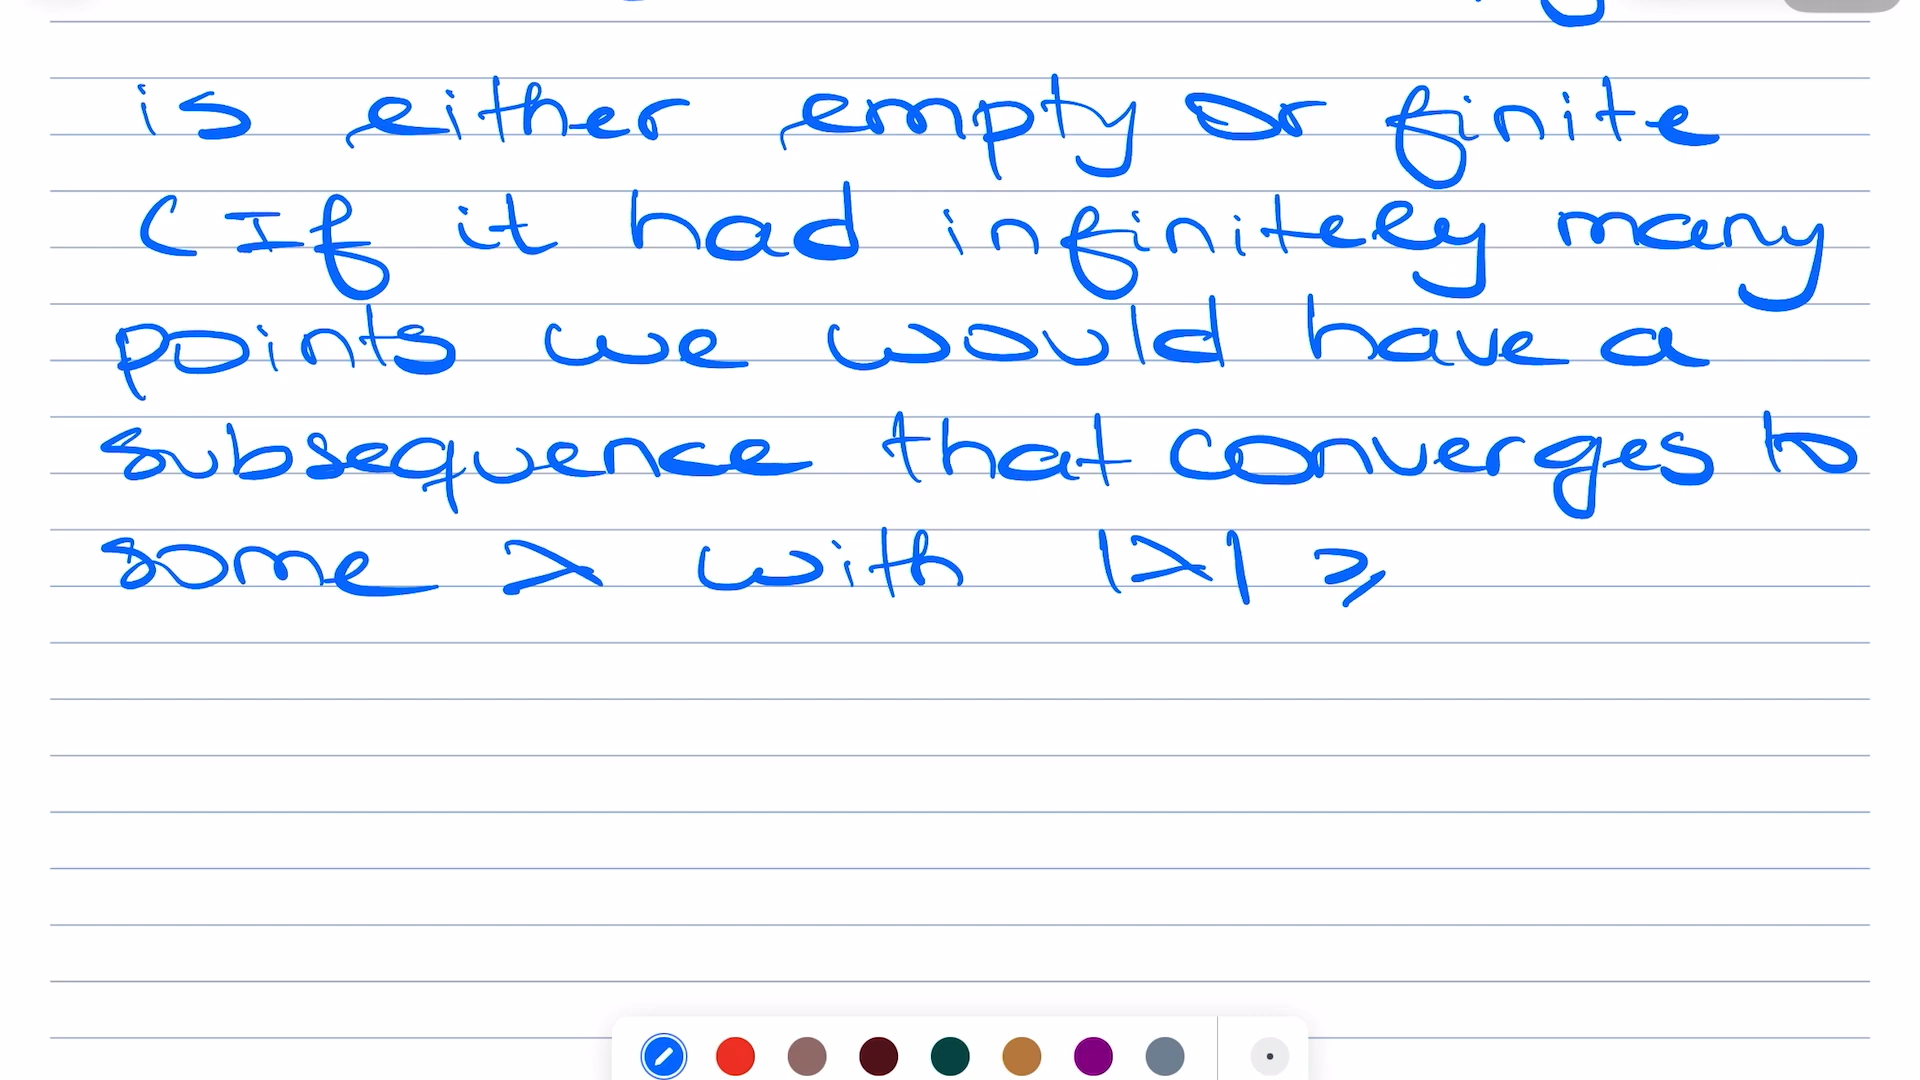 is either empty or finite
(If it had infinitely many
points we would have a
subsequence that converges to
some λ with |λ| ≥